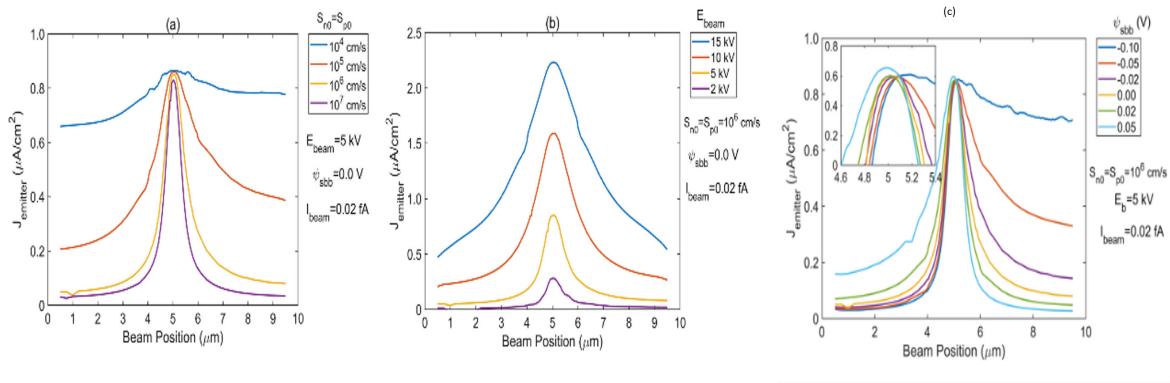 (a)
S_n0=S_p0
10^4 cm/s
10^5 cm/s
10^6 cm/s
10^7 cm/s
E_beam=5 kV
ψ_sbb=0.0 V
I_beam=0.02 fA
J_emitter (μA/cm^2)
1.0
0.8
0.6
0.4
0.2
0
0 1 2 3 4 5 6 7 8 9 10
Beam Position (μm)
(b)
E_beam
15 kV
10 kV
5 kV
2 kV
S_n0=S_p0=10^6 cm/s
ψ_sbb=0.0 V
I_beam=0.02 fA
J_emitter (μA/cm^2)
2.5
2.0
1.5
1.0
0.5
0
0 1 2 3 4 5 6 7 8 9 10
Beam Position (μm)
(c)
ψ_sbb (V)
-0.10
-0.05
-0.02
0.00
0.02
0.05
S_n0=S_p0=10^6 cm/s
E_b=5 kV
I_beam=0.02 fA
J_emitter (μA/cm^2)
1.0
0.8
0.6
0.4
0.2
0
0 2 4 6 8 10
Beam Position (μm)
0.8
0.6
0.4
0.2
0
4.6 4.8 5 5.2 5.4